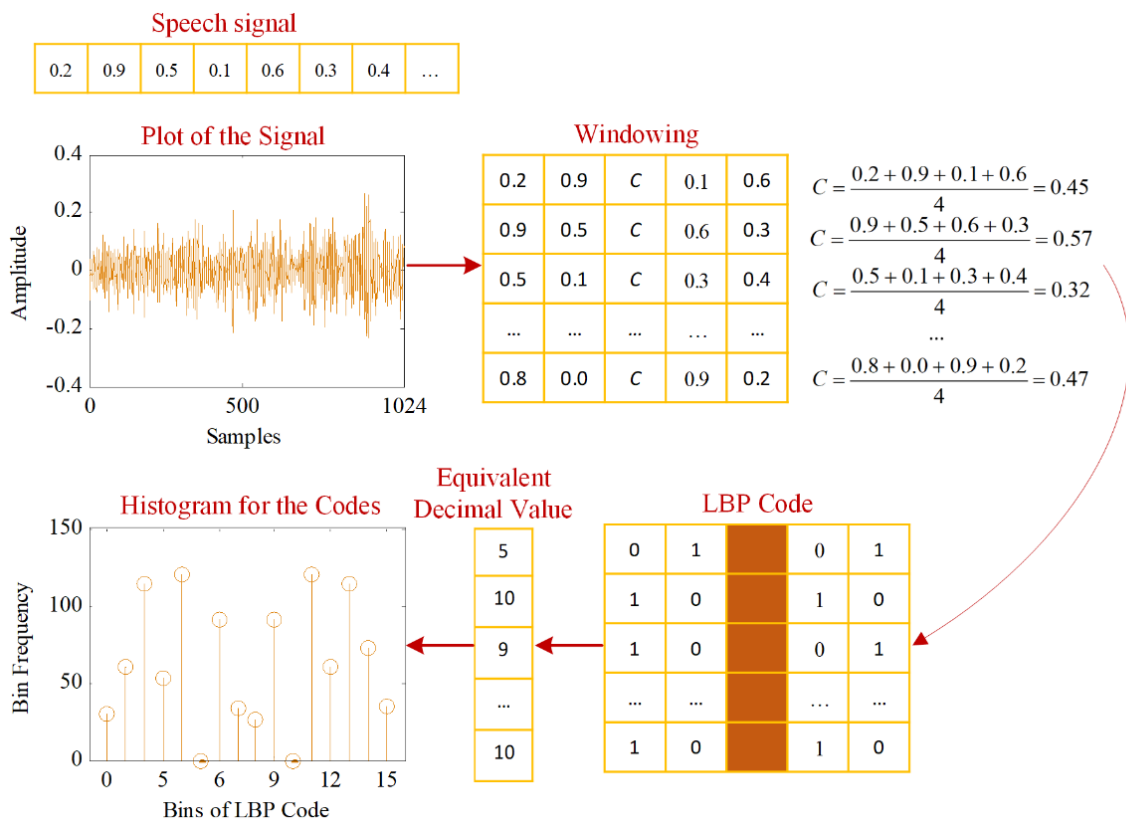 Speech signal
0.2 0.9 0.5 0.1 0.6 0.3 0.4 ...
Plot of the Signal
0.4
0.2
0
-0.2
-0.4
Amplitude
0 500 1024
Samples
Windowing
0.2 0.9 C 0.1 0.6
0.9 0.5 C 0.6 0.3
0.5 0.1 C 0.3 0.4
... ... ... ... ...
0.8 0.0 C 0.9 0.2
C = (0.2 + 0.9 + 0.1 + 0.6) / 4 = 0.45
C = (0.9 + 0.5 + 0.6 + 0.3) / 4 = 0.57
C = (0.5 + 0.1 + 0.3 + 0.4) / 4 = 0.32
...
C = (0.8 + 0.0 + 0.9 + 0.2) / 4 = 0.47
Histogram for the Codes
150
100
50
0
Bin Frequency
0 5 6 9 12 15
Bins of LBP Code
Equivalent
Decimal Value
5
10
9
...
10
LBP Code
0 1 0 1
1 0 1 0
1 0 0 1
... ... ... ...
1 0 1 0